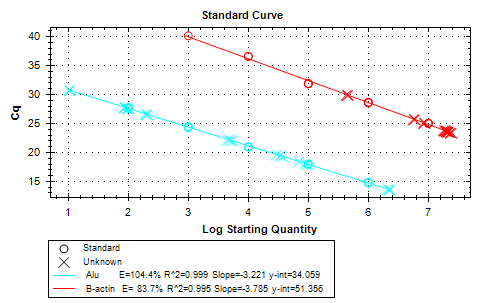 Standard Curve
40
35
30
25
20
15
Cq
1 2 3 4 5 6 7
Log Starting Quantity
Standard
Unknown
Alu E=104.4% R^2=0.999 Slope=-3.221 y-int=34.059
B-actin E= 83.7% R^2=0.995 Slope=-3.785 y-int=51.356